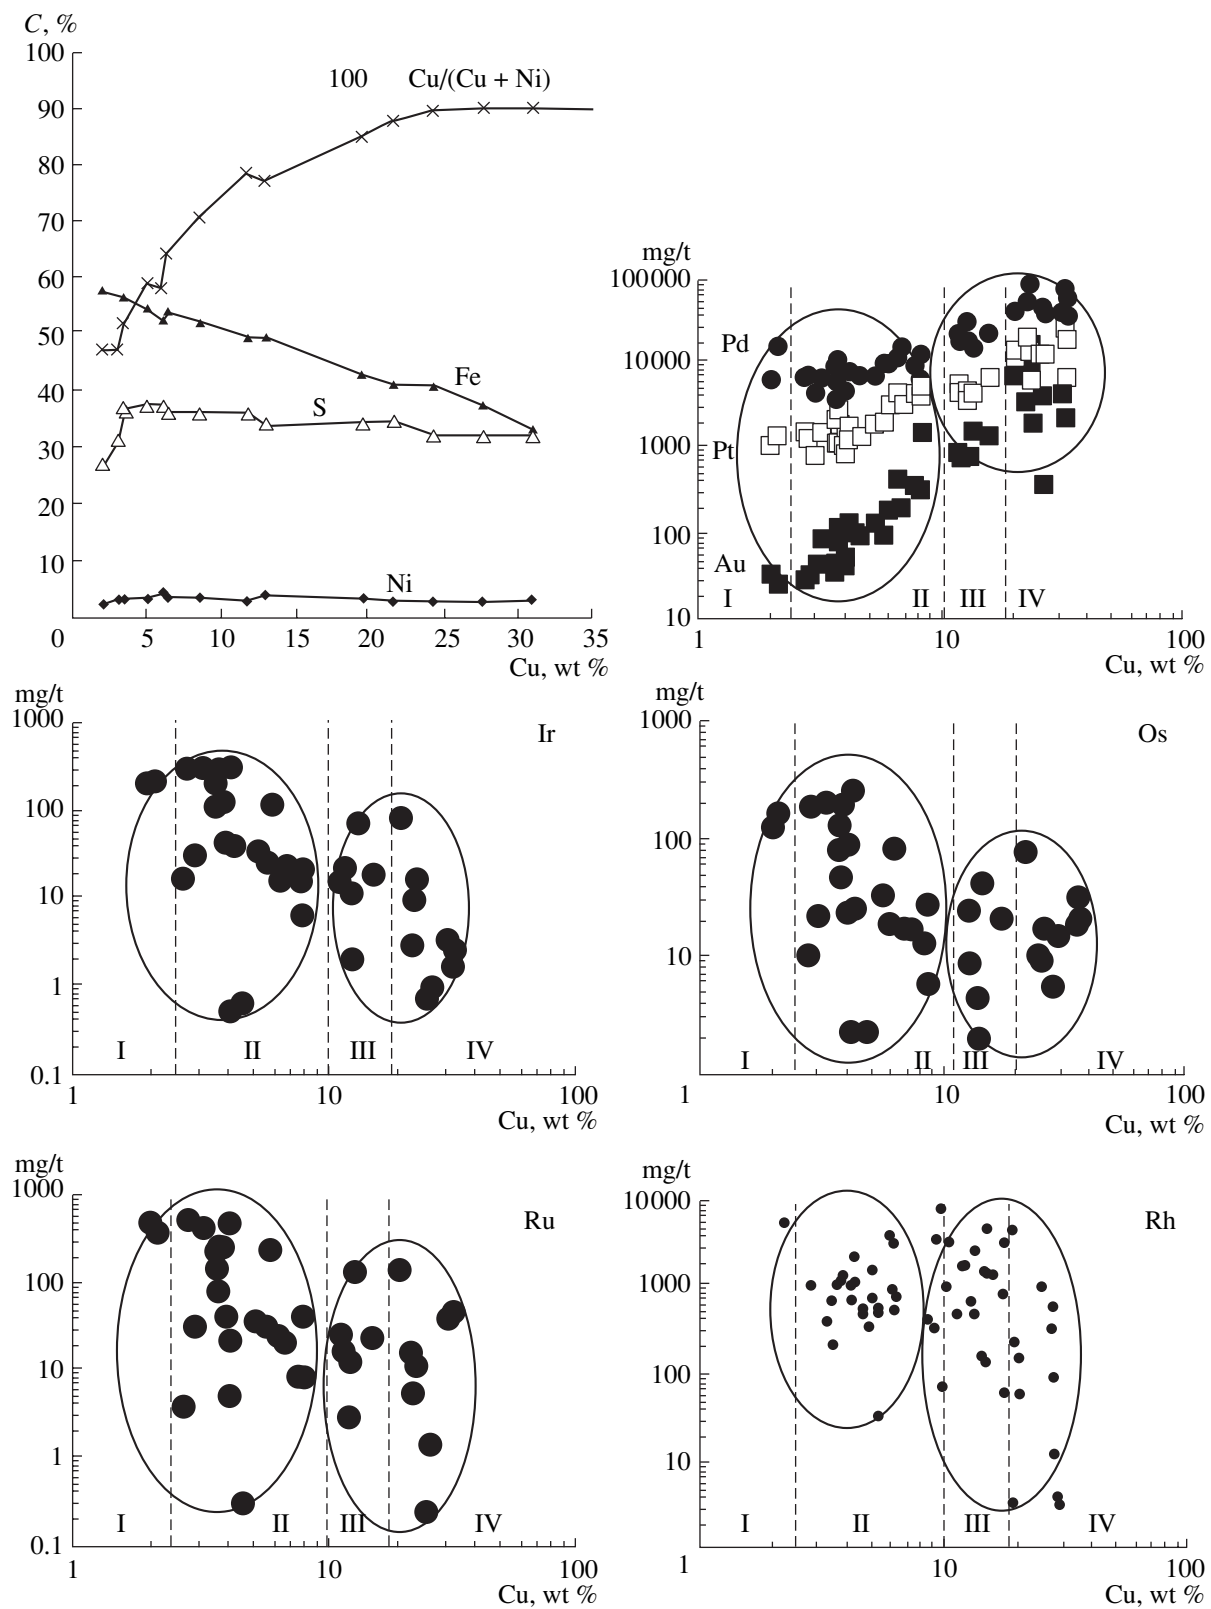 C, %
100
100 Cu/(Cu + Ni)
90
80
70
60
50
40
30
20
10
Fe
S
Ni
0 5 10 15 20 25 30 35
Cu, wt %
mg/t
100000
10000
1000
100
10
Pd
Pt
Au
I II III IV
1 10 100
Cu, wt %
mg/t
1000
100
10
1
0.1
Ir
I II III IV
1 10 100
Cu, wt %
mg/t
1000
100
10
Os
I II III IV
1 10 100
Cu, wt %
mg/t
1000
100
10
1
0.1
Ru
I II III IV
1 10 100
Cu, wt %
mg/t
10000
1000
100
10
1
Rh
I II III IV
10 100
Cu, wt %